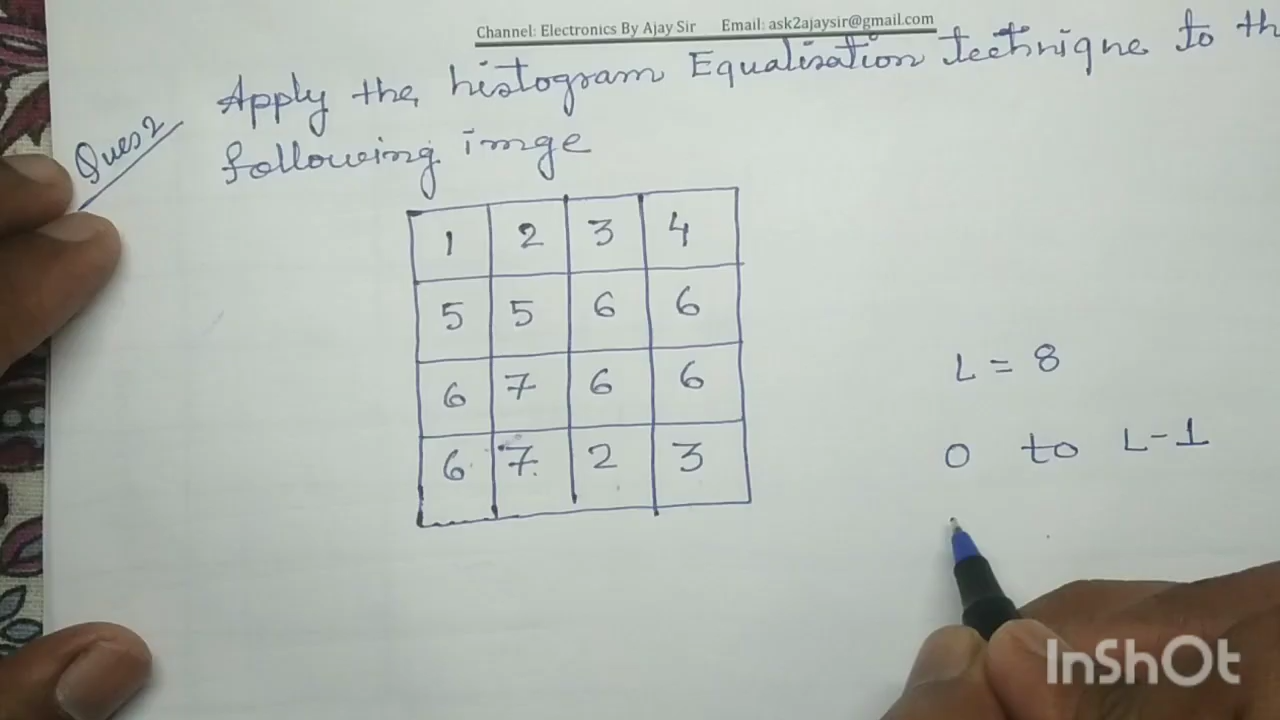 Channel: Electronics By Ajay Sir Email: ask2ajaysir@gmail.com
Ques 2 Apply the histogram Equalisation technique to th
following imge
1 2 3 4
5 5 6 6
6 7 6 6
6 7 2 3
L = 8
0 to L-1
InShOt